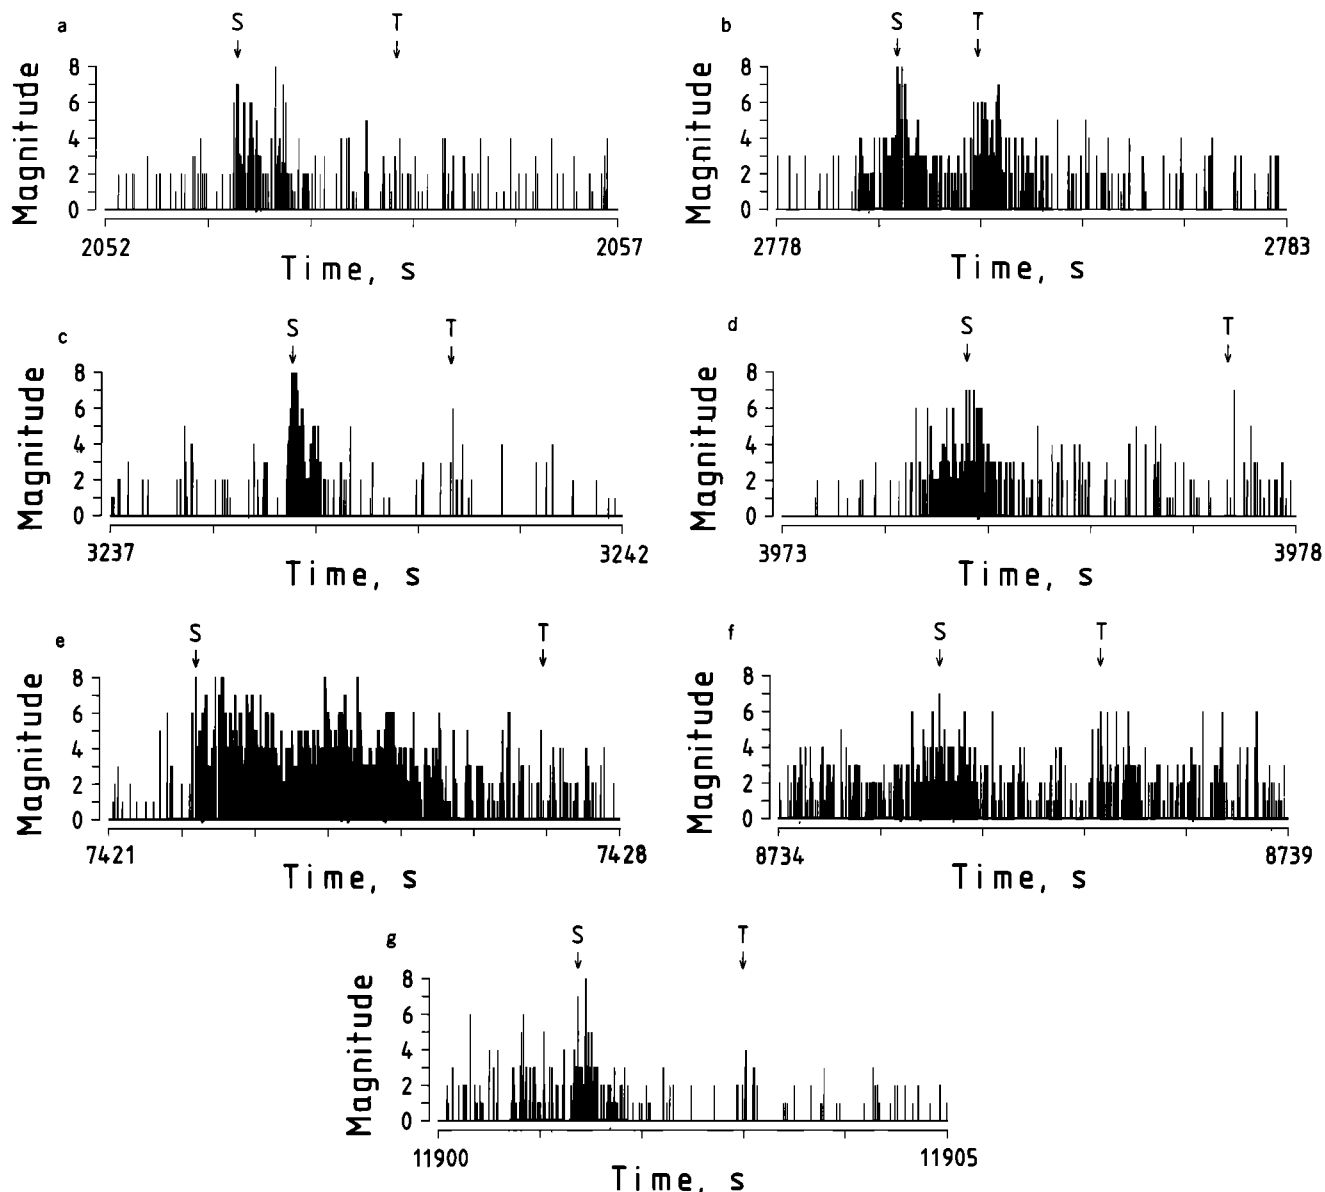 a S T b S T
Magnitude 8 6 4 2 0 Magnitude 8 6 4 2 0
2052 2057 2778 2783
Time, s Time, s
c S T d S T
Magnitude 8 6 4 2 0 Magnitude 8 6 4 2 0
3237 3242 3973 3978
Time, s Time, s
e S T f S T
Magnitude 8 6 4 2 0 Magnitude 8 6 4 2 0
7421 7428 8734 8739
Time, s Time, s
g S T
Magnitude 8 6 4 2 0
11900 11905
Time, s